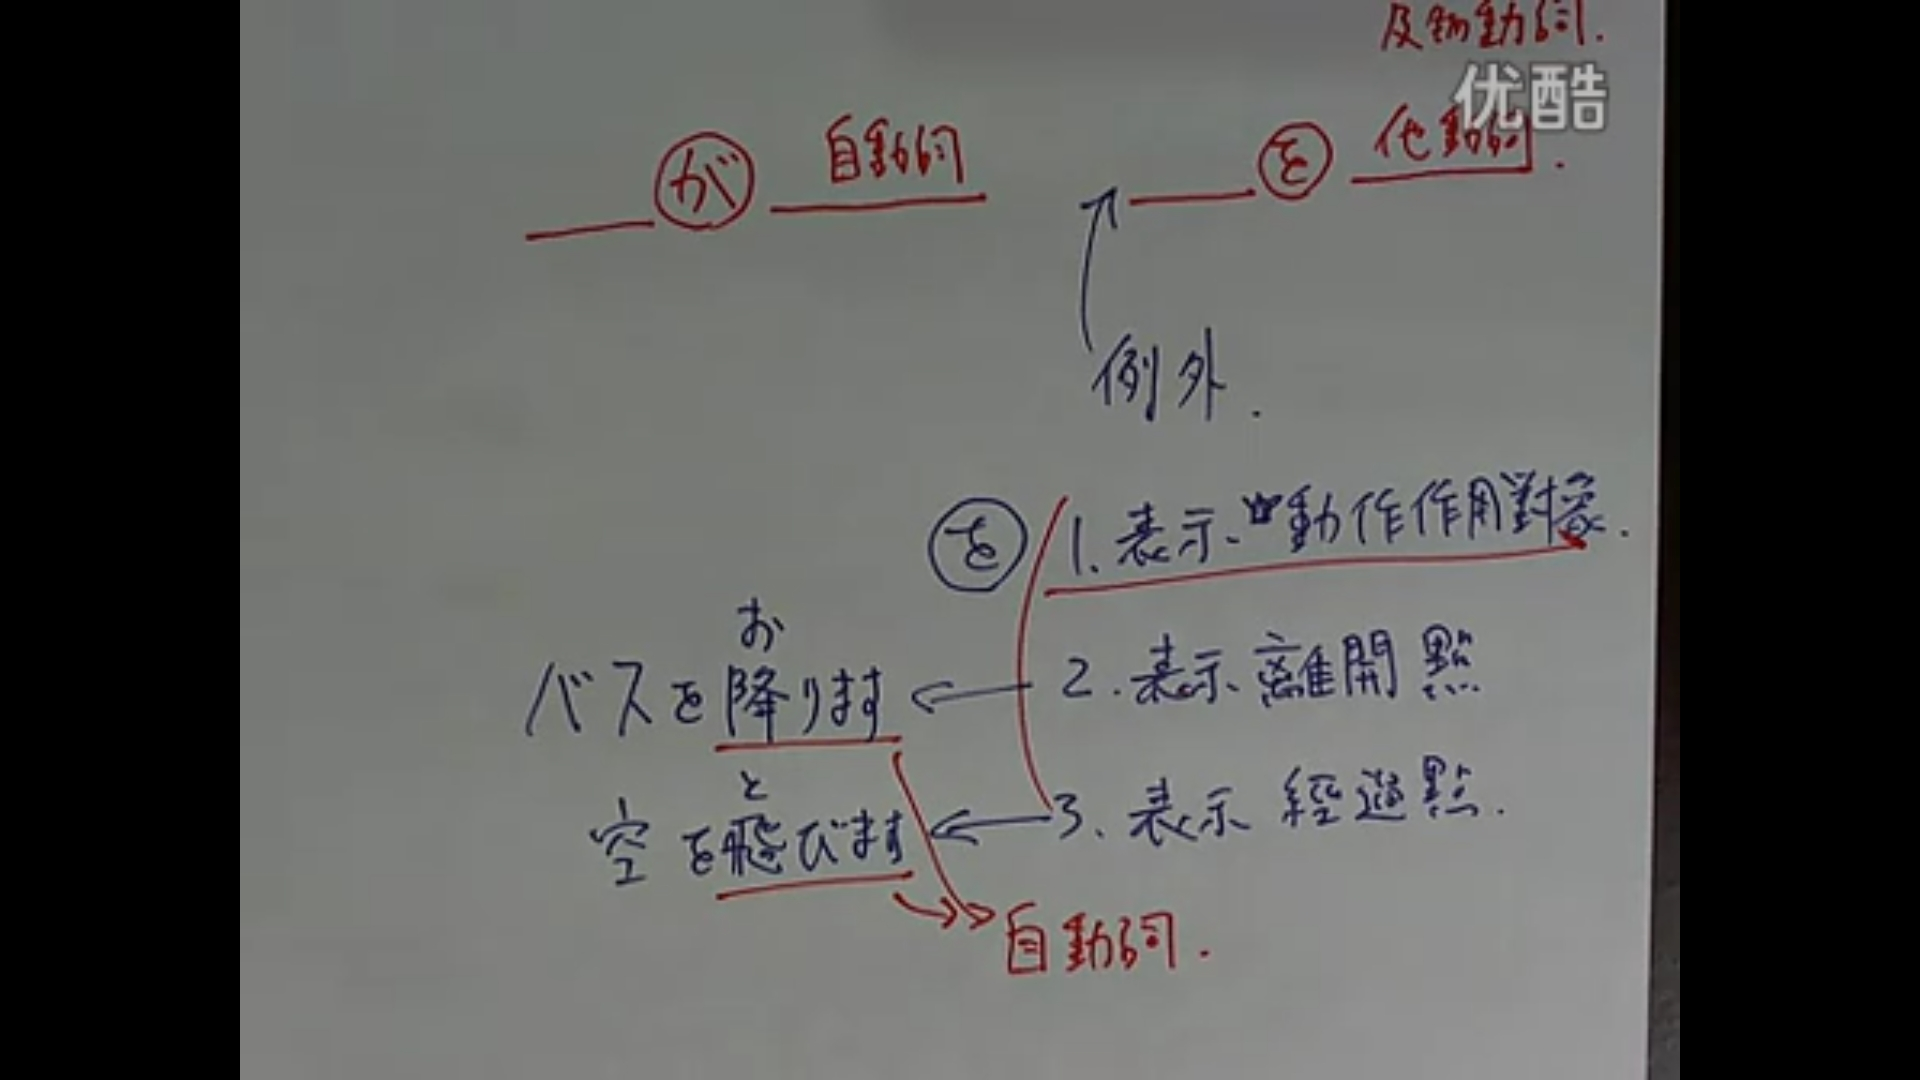 及物動詞.
优酷
が 自動詞
を 他動詞.
例外.
を 1. 表示 動作作用對象.
お
バスを降ります
2. 表示離開點
と
空を飛びます
3. 表示 經過點.
自動詞.